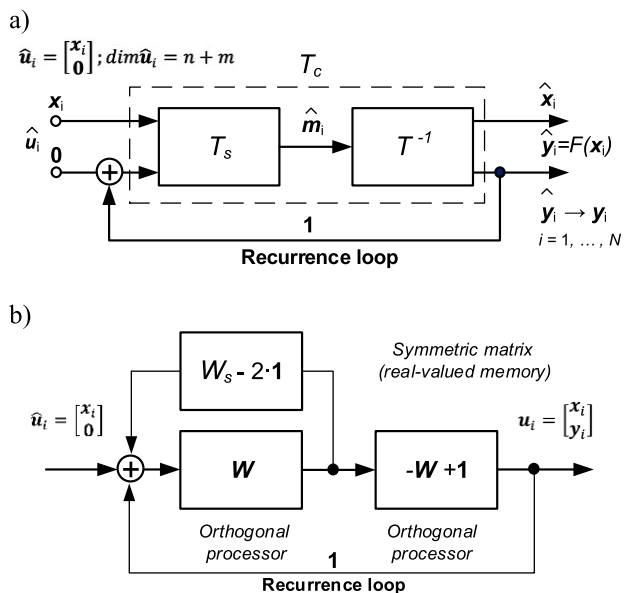 a)
û_i = [x_i 0]; dimû_i = n + m
T_c
x_i
û_i
0
+
T_s
m̂_i
T⁻¹
x̂_i
ŷ_i=F(x_i)
ŷ_i → y_i
i = 1, ... , N
1
Recurrence loop
b)
W_s - 2·1
Symmetric matrix
(real-valued memory)
û_i = [x_i 0]
u_i = [x_i y_i]
+
W
-W +1
Orthogonal
processor
Orthogonal
processor
1
Recurrence loop